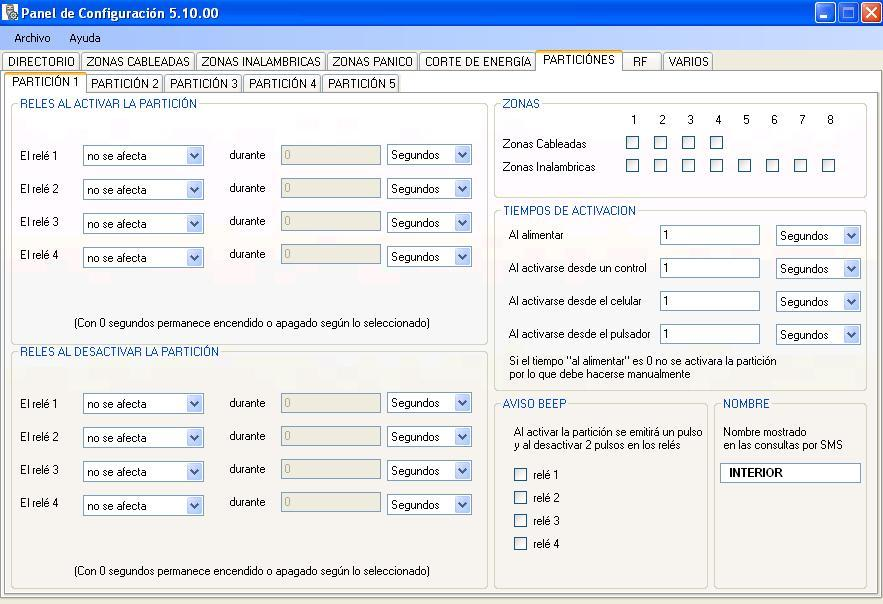 Panel de Configuración 5.10.00
Archivo Ayuda
DIRECTORIO ZONAS CABLEADAS ZONAS INALAMBRICAS ZONAS PANICO CORTE DE ENERGÍA PARTICIÓNES RF VARIOS
PARTICIÓN 1 PARTICIÓN 2 PARTICIÓN 3 PARTICIÓN 4 PARTICIÓN 5
RELES AL ACTIVAR LA PARTICIÓN
El relé 1 no se afecta durante 0 Segundos
El relé 2 no se afecta durante 0 Segundos
El relé 3 no se afecta durante 0 Segundos
El relé 4 no se afecta durante 0 Segundos
(Con 0 segundos permanece encendido o apagado según lo seleccionado)
RELES AL DESACTIVAR LA PARTICIÓN
El relé 1 no se afecta durante 0 Segundos
El relé 2 no se afecta durante 0 Segundos
El relé 3 no se afecta durante 0 Segundos
El relé 4 no se afecta durante 0 Segundos
(Con 0 segundos permanece encendido o apagado según lo seleccionado)
ZONAS
1 2 3 4 5 6 7 8
Zonas Cableadas
Zonas Inalambricas
TIEMPOS DE ACTIVACION
Al alimentar 1 Segundos
Al activarse desde un control 1 Segundos
Al activarse desde el celular 1 Segundos
Al activarse desde el pulsador 1 Segundos
Si el tiempo "al alimentar" es 0 no se activara la partición
por lo que debe hacerse manualmente
AVISO BEEP
Al activar la partición se emitirá un pulso
y al desactivar 2 pulsos en los relés
relé 1
relé 2
relé 3
relé 4
NOMBRE
Nombre mostrado
en las consultas por SMS
INTERIOR